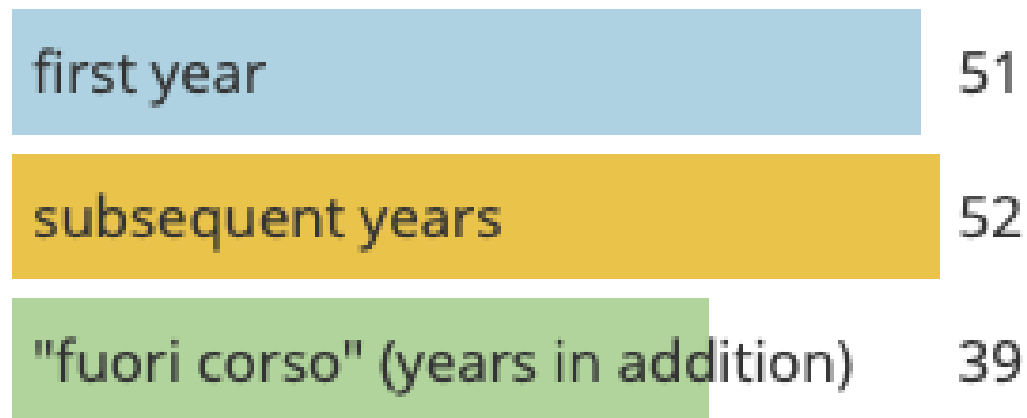 first year 51
subsequent years 52
"fuori corso" (years in addition) 39